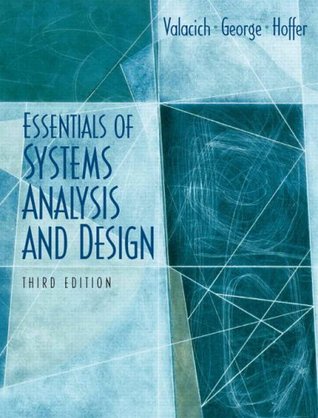 Valacich · George · Hoffer
ESSENTIALS OF
SYSTEMS
ANALYSIS
AND DESIGN
THIRD EDITION